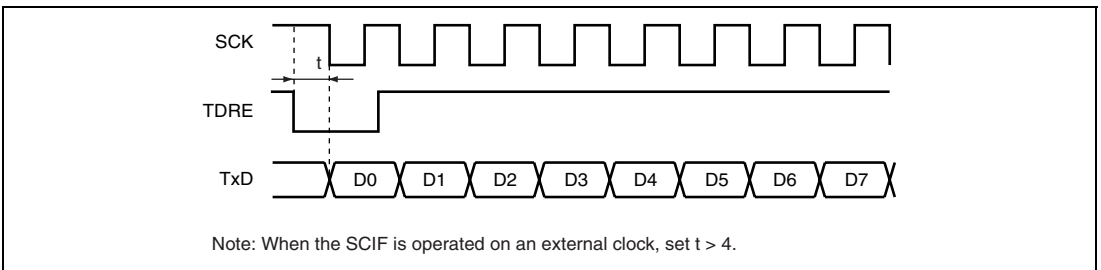 SCK
t
TDRE
TxD D0 D1 D2 D3 D4 D5 D6 D7
Note: When the SCIF is operated on an external clock, set t > 4.